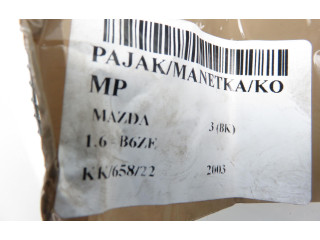 PAJAK/MANETKA/KO
MP
MAZDA 3 (BK)
1.6 - B6ZE
KK/658/22 2003